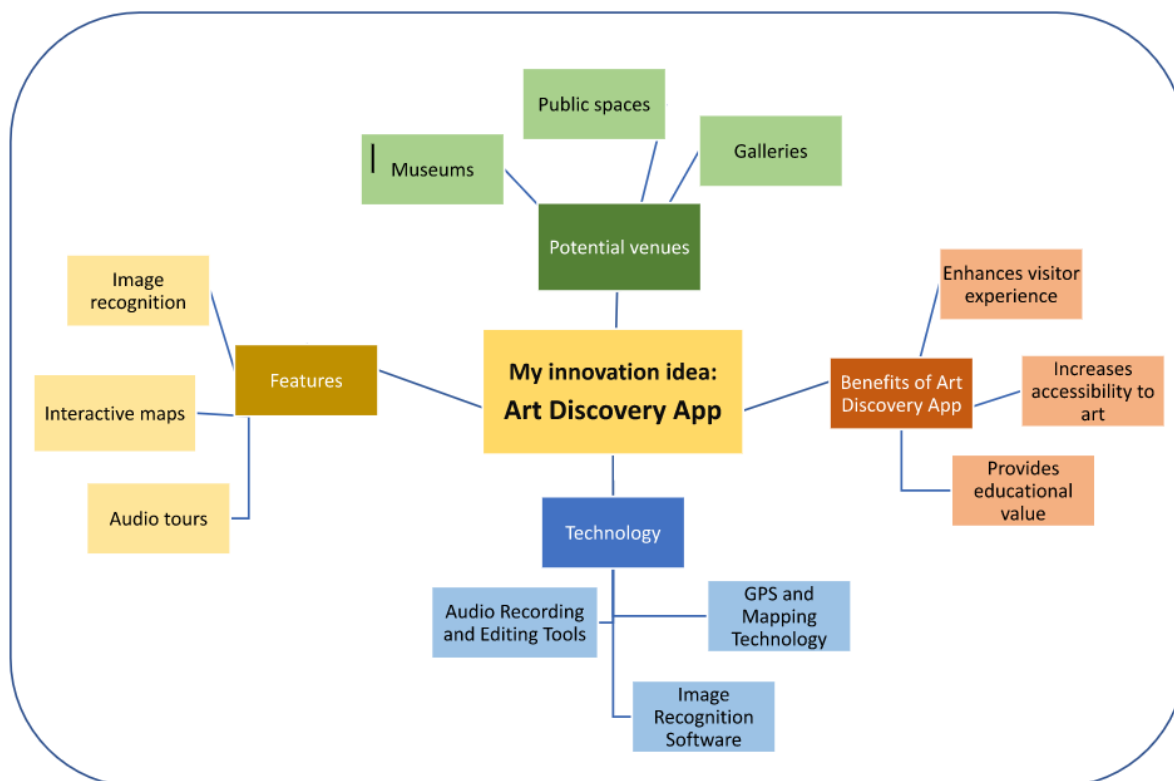 Public spaces
Museums
Galleries
Potential venues
Image
recognition
Enhances visitor
experience
Features
My innovation idea:
Art Discovery App
Benefits of Art
Discovery App
Increases
accessibility to
art
Interactive maps
Audio tours
Provides
educational
value
Technology
Audio Recording
and Editing Tools
GPS and
Mapping
Technology
Image
Recognition
Software